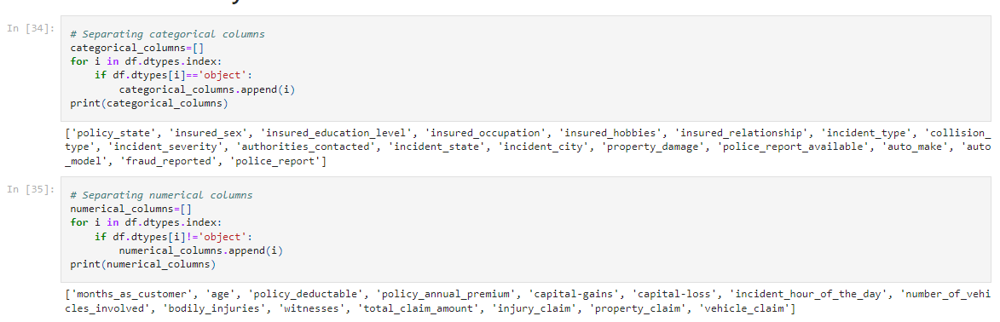 In [34]:
# Separating categorical columns
categorical_columns=[]
for i in df.dtypes.index:
    if df.dtypes[i]=='object':
        categorical_columns.append(i)
print(categorical_columns)
['policy_state', 'insured_sex', 'insured_education_level', 'insured_occupation', 'insured_hobbies', 'insured_relationship', 'incident_type', 'collision_
type', 'incident_severity', 'authorities_contacted', 'incident_state', 'incident_city', 'property_damage', 'police_report_available', 'auto_make', 'auto
_model', 'fraud_reported', 'police_report']
In [35]:
# Separating numerical columns
numerical_columns=[]
for i in df.dtypes.index:
    if df.dtypes[i]!='object':
        numerical_columns.append(i)
print(numerical_columns)
['months_as_customer', 'age', 'policy_deductable', 'policy_annual_premium', 'capital-gains', 'capital-loss', 'incident_hour_of_the_day', 'number_of_vehi
cles_involved', 'bodily_injuries', 'witnesses', 'total_claim_amount', 'injury_claim', 'property_claim', 'vehicle_claim']